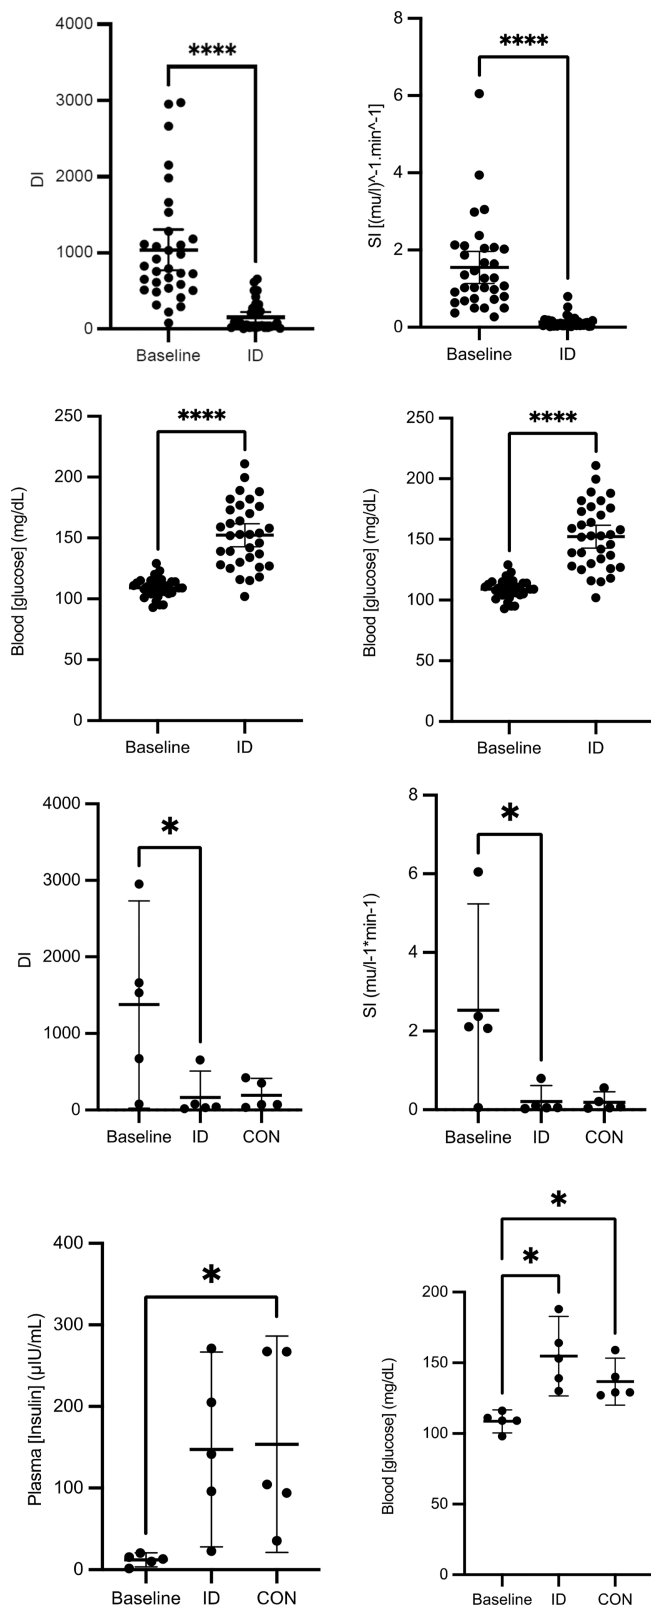 4000
3000
2000
1000
0
DI
****
Baseline
ID
8
6
4
2
0
SI [(mu/l)^-1.min^-1]
****
Baseline
ID
250
200
150
100
50
0
Blood [glucose] (mg/dL)
****
Baseline
ID
250
200
150
100
50
0
Blood [glucose] (mg/dL)
****
Baseline
ID
4000
3000
2000
1000
0
DI
*
Baseline
ID
CON
8
6
4
2
0
SI (mu/l-1*min-1)
*
Baseline
ID
CON
400
300
200
100
0
Plasma [Insulin] (µIU/mL)
*
Baseline
ID
CON
200
150
100
50
0
Blood [glucose] (mg/dL)
*
*
Baseline
ID
CON